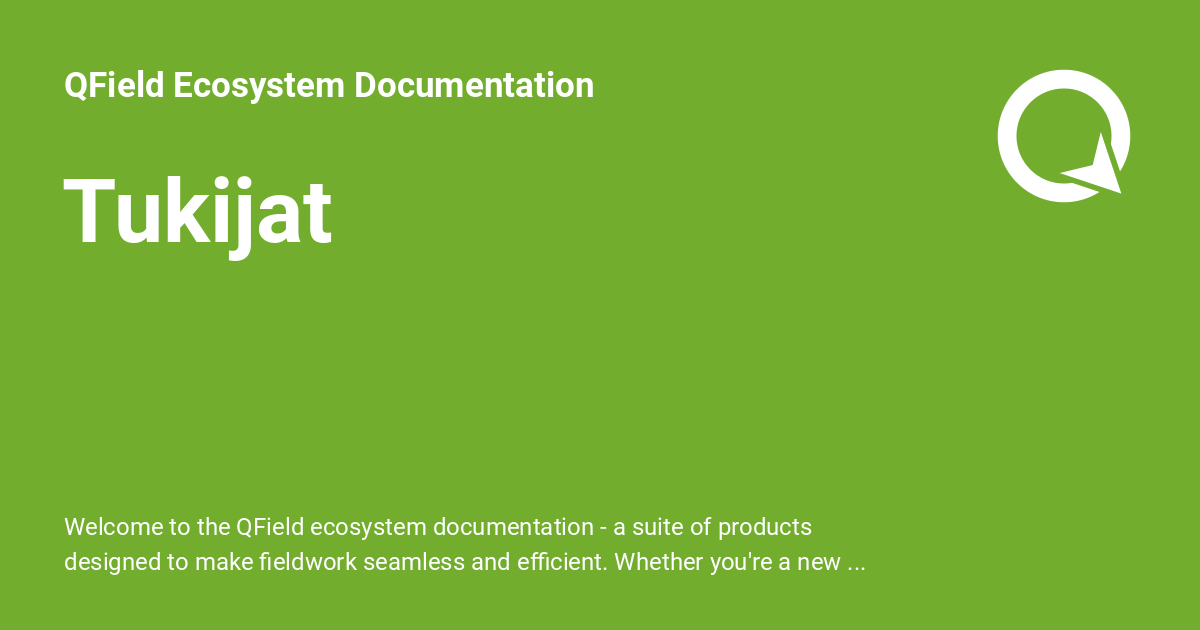 QField Ecosystem Documentation
Tukijat
Welcome to the QField ecosystem documentation - a suite of products
designed to make fieldwork seamless and efficient. Whether you're a new ...